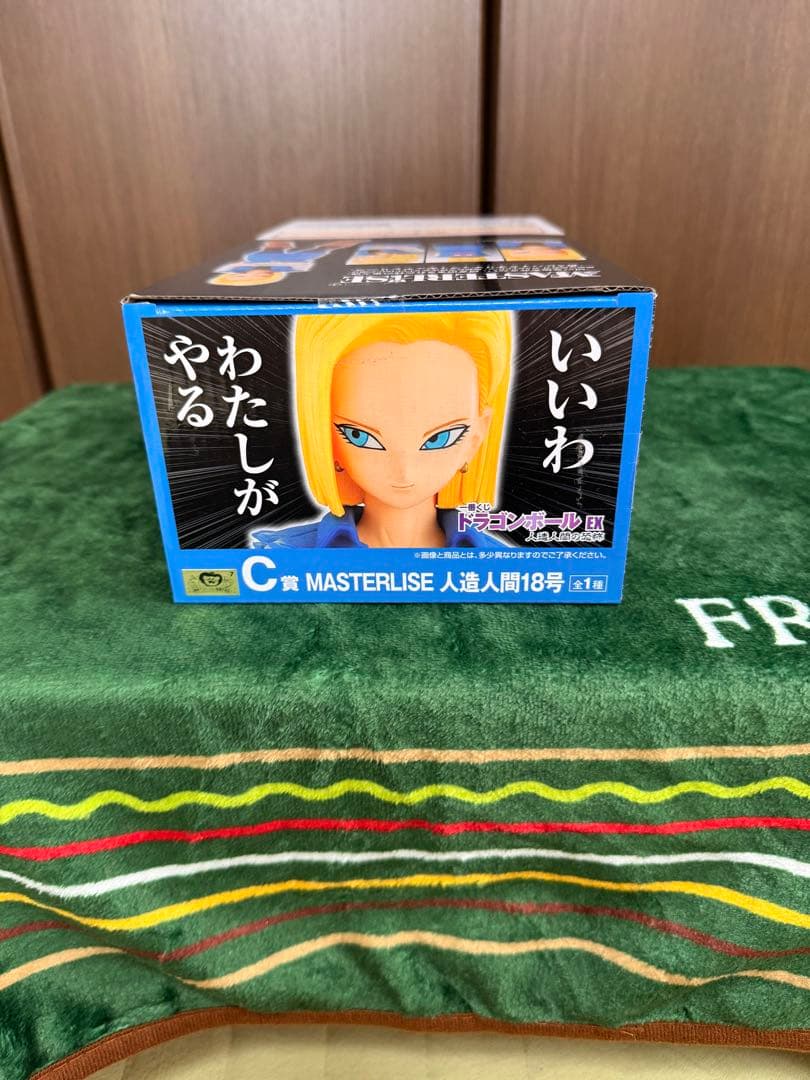 MASTERLISE
いいわ
わたしが
やる
一番くじ
ドラゴンボール EX
人造人間の恐怖
※画像と商品とは、多少異なりますのでご了承ください。
C賞 MASTERLISE 人造人間18号 全1種
FR